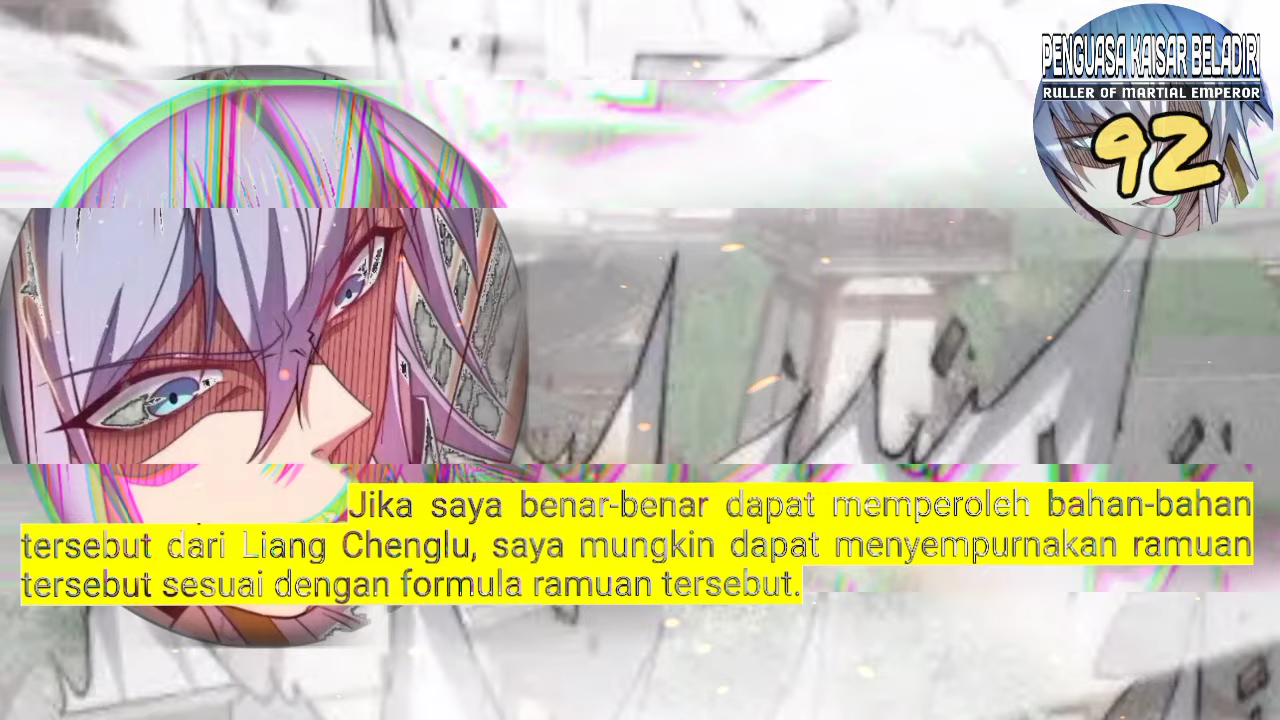 PENGUASA KAISAR BELADIRI
RULLER OF MARTIAL EMPEROR
92
Jika saya benar-benar dapat memperoleh bahan-bahan
tersebut dari Liang Chenglu, saya mungkin dapat menyempurnakan ramuan
tersebut sesuai dengan formula ramuan tersebut.